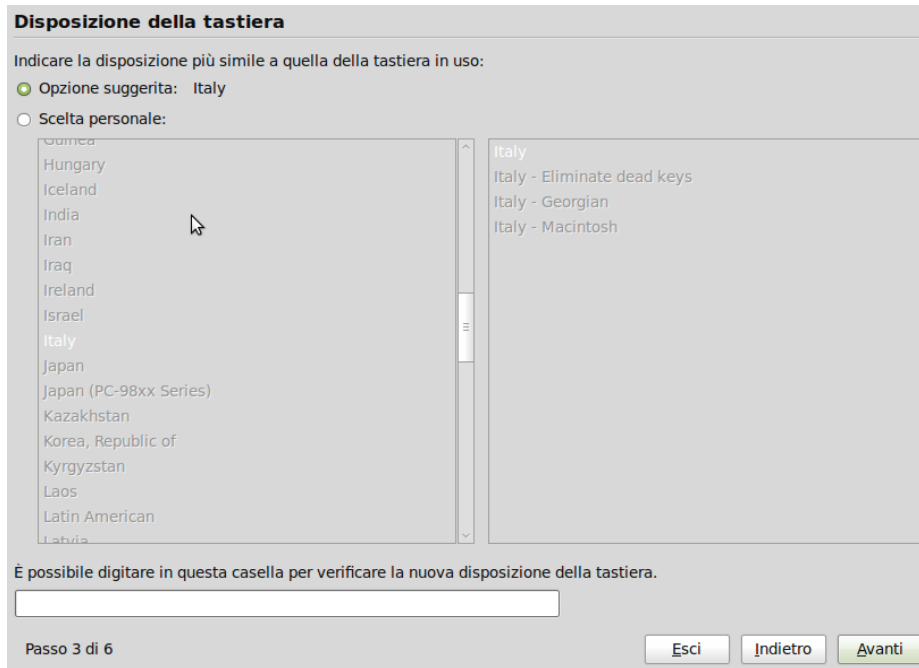 Disposizione della tastiera
Indicare la disposizione più simile a quella della tastiera in uso:
Opzione suggerita: Italy
Scelta personale:
Guinea
Hungary
Iceland
India
Iran
Iraq
Ireland
Israel
Italy
Japan
Japan (PC-98xx Series)
Kazakhstan
Korea, Republic of
Kyrgyzstan
Laos
Latin American
Latvia
Italy
Italy - Eliminate dead keys
Italy - Georgian
Italy - Macintosh
È possibile digitare in questa casella per verificare la nuova disposizione della tastiera.
Passo 3 di 6
Esci
Indietro
Avanti